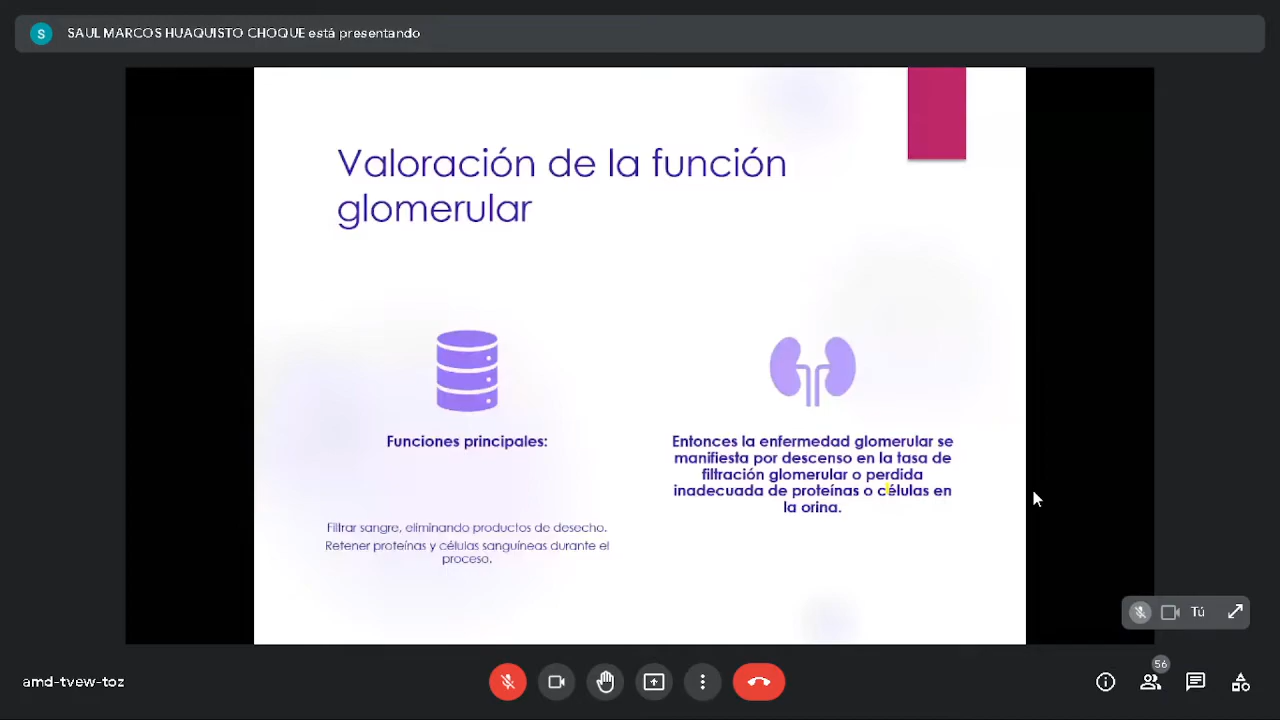 S
SAUL MARCOS HUAQUISTO CHOQUE está presentando
Valoración de la función
glomerular
Funciones principales:
Filtrar sangre, eliminando productos de desecho.
Retener proteínas y células sanguíneas durante el
proceso.
Entonces la enfermedad glomerular se
manifiesta por descenso en la tasa de
filtración glomerular o perdida
inadecuada de proteínas o células en
la orina.
Tú
amd-tvew-toz
56